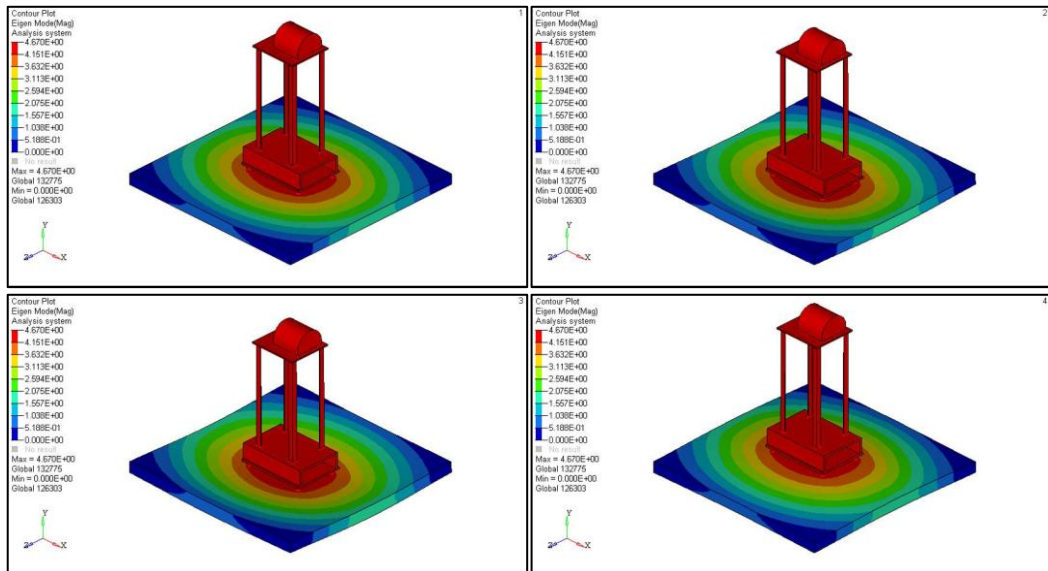 Contour Plot 1
Eigen Mode(Mag)
Analysis system
4.670E+00
4.151E+00
3.632E+00
3.113E+00
2.594E+00
2.075E+00
1.557E+00
1.038E+00
5.188E-01
0.000E+00
No result
Max = 4.670E+00
Global 132775
Min = 0.000E+00
Global 126303
Y
Z X
Contour Plot 2
Eigen Mode(Mag)
Analysis system
4.670E+00
4.151E+00
3.632E+00
3.113E+00
2.594E+00
2.075E+00
1.557E+00
1.038E+00
5.188E-01
0.000E+00
No result
Max = 4.670E+00
Global 132775
Min = 0.000E+00
Global 126303
Y
Z X
Contour Plot 3
Eigen Mode(Mag)
Analysis system
4.670E+00
4.151E+00
3.632E+00
3.113E+00
2.594E+00
2.075E+00
1.557E+00
1.038E+00
5.188E-01
0.000E+00
No result
Max = 4.670E+00
Global 132775
Min = 0.000E+00
Global 126303
Y
Z X
Contour Plot 4
Eigen Mode(Mag)
Analysis system
4.670E+00
4.151E+00
3.632E+00
3.113E+00
2.594E+00
2.075E+00
1.557E+00
1.038E+00
5.188E-01
0.000E+00
No result
Max = 4.670E+00
Global 132775
Min = 0.000E+00
Global 126303
Y
Z X